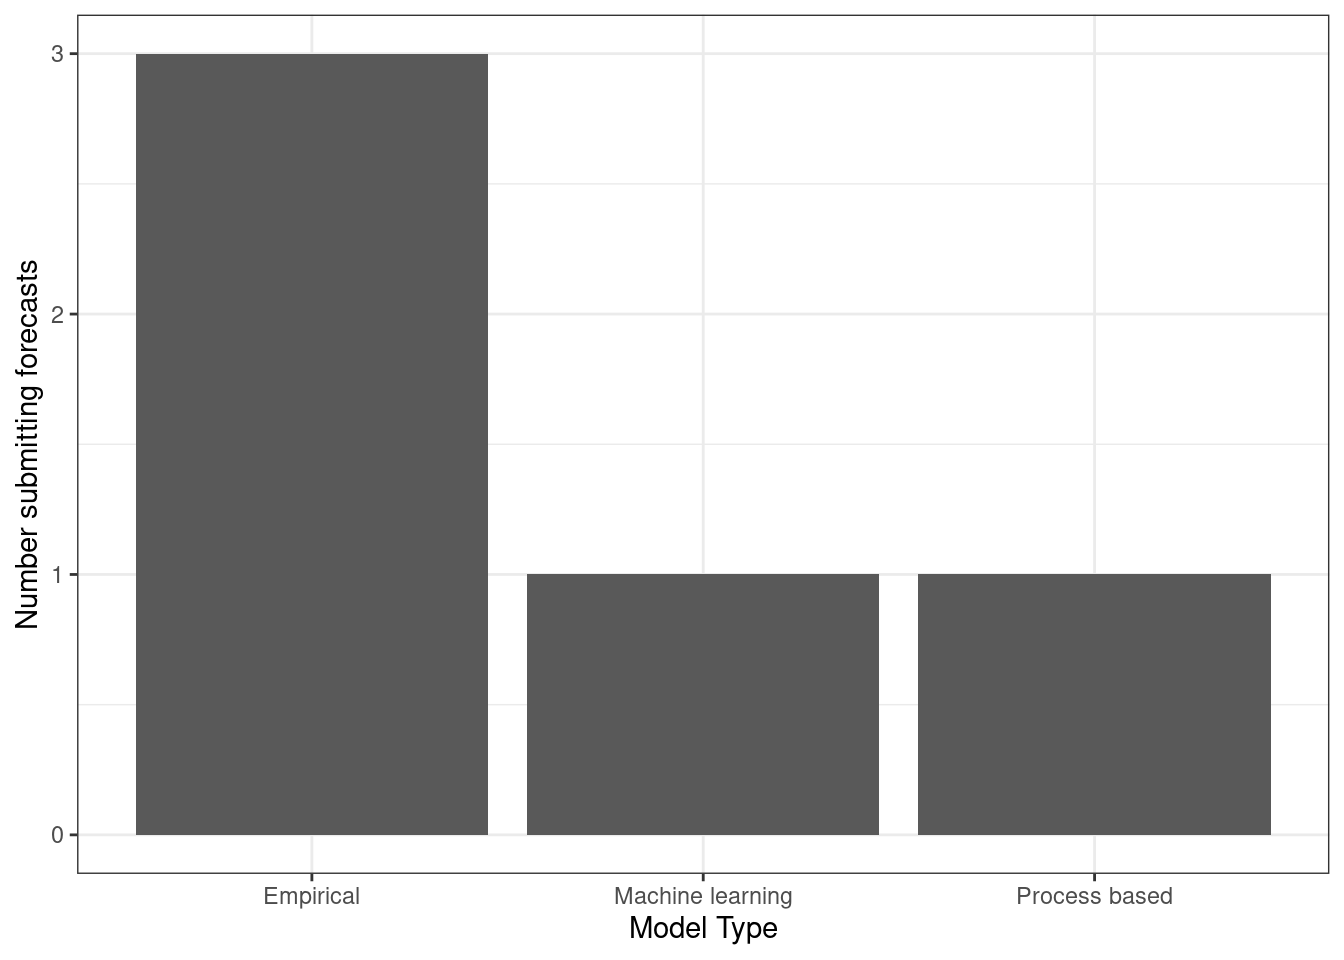 3
2
1
0
Number submitting forecasts
Empirical
Machine learning
Process based
Model Type